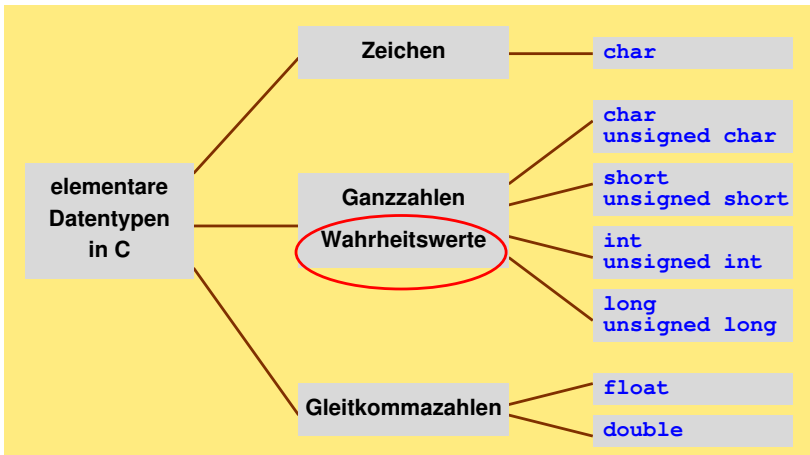 elementare
Datentypen
in C
Zeichen
char
Ganzzahlen
Wahrheitswerte
char
unsigned char
short
unsigned short
int
unsigned int
long
unsigned long
Gleitkommazahlen
float
double